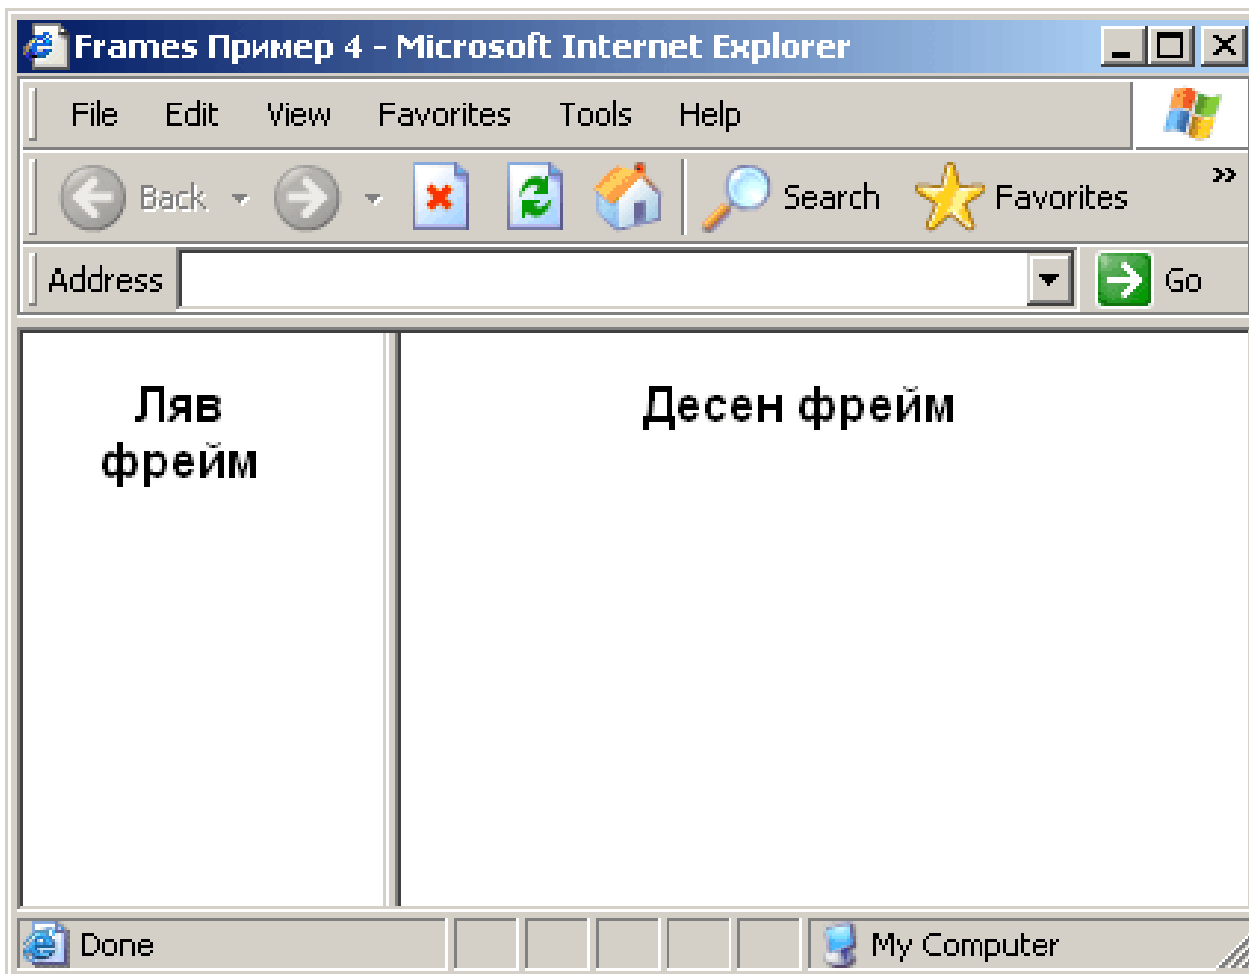 Frames Пример 4 - Microsoft Internet Explorer
File Edit View Favorites Tools Help
Back Search Favorites »
Address Go
Ляв
фрейм
Десен фрейм
Done My Computer